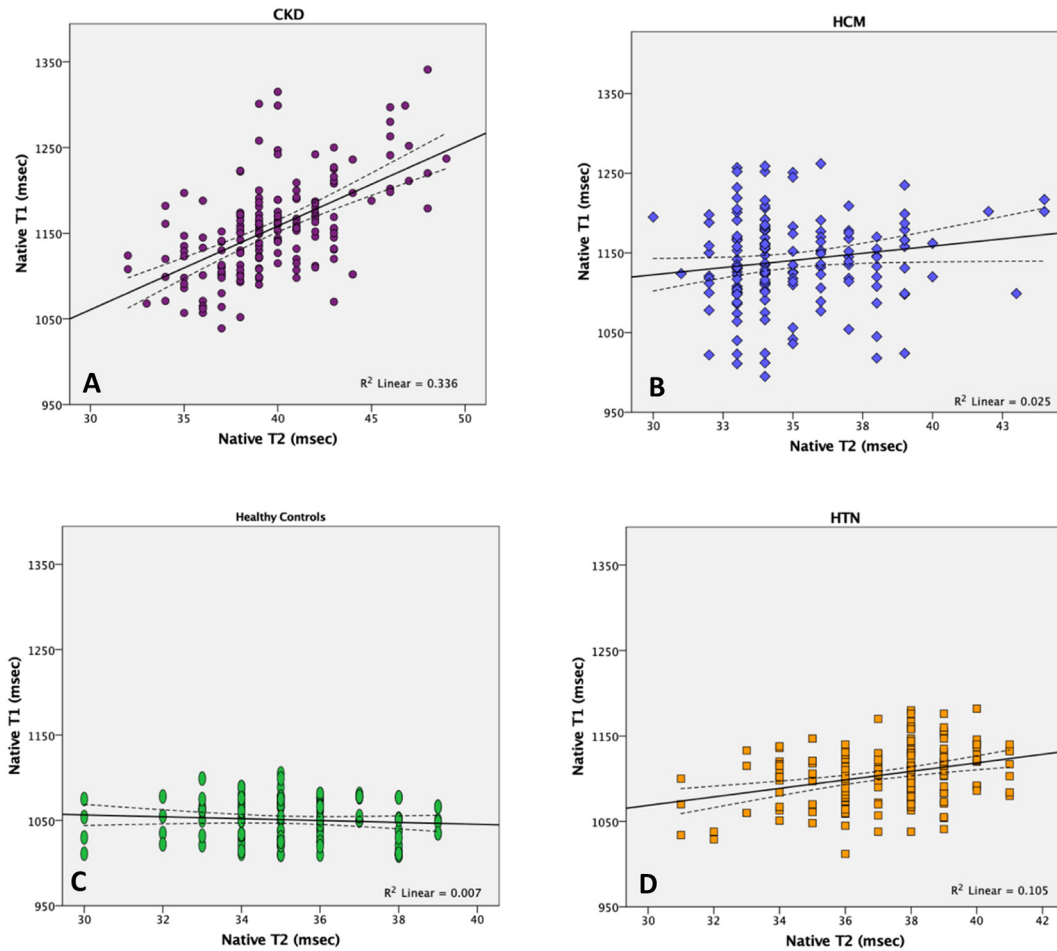 CKD
1350
1250
1150
1050
950
Native T1 (msec)
A
R² Linear = 0.336
30 35 40 45 50
Native T2 (msec)
HCM
1350
1250
1150
1050
950
Native T1 (msec)
B
R² Linear = 0.025
30 33 35 38 40 43
Native T2 (msec)
Healthy Controls
1350
1250
1150
1050
950
Native T1 (msec)
C
R² Linear = 0.007
30 32 34 36 38 40
Native T2 (msec)
HTN
1350
1250
1150
1050
950
Native T1 (msec)
D
R² Linear = 0.105
30 32 34 36 38 40 42
Native T2 (msec)